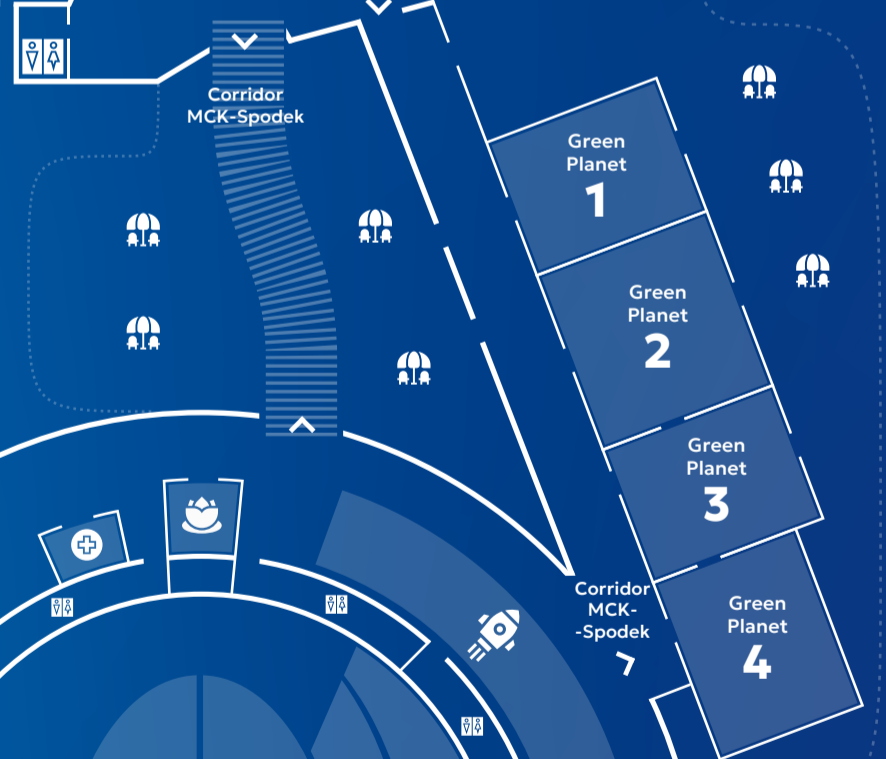 Corridor
MCK-Spodek
Green
Planet
1
Green
Planet
2
Green
Planet
3
Corridor
MCK-
-Spodek
Green
Planet
4